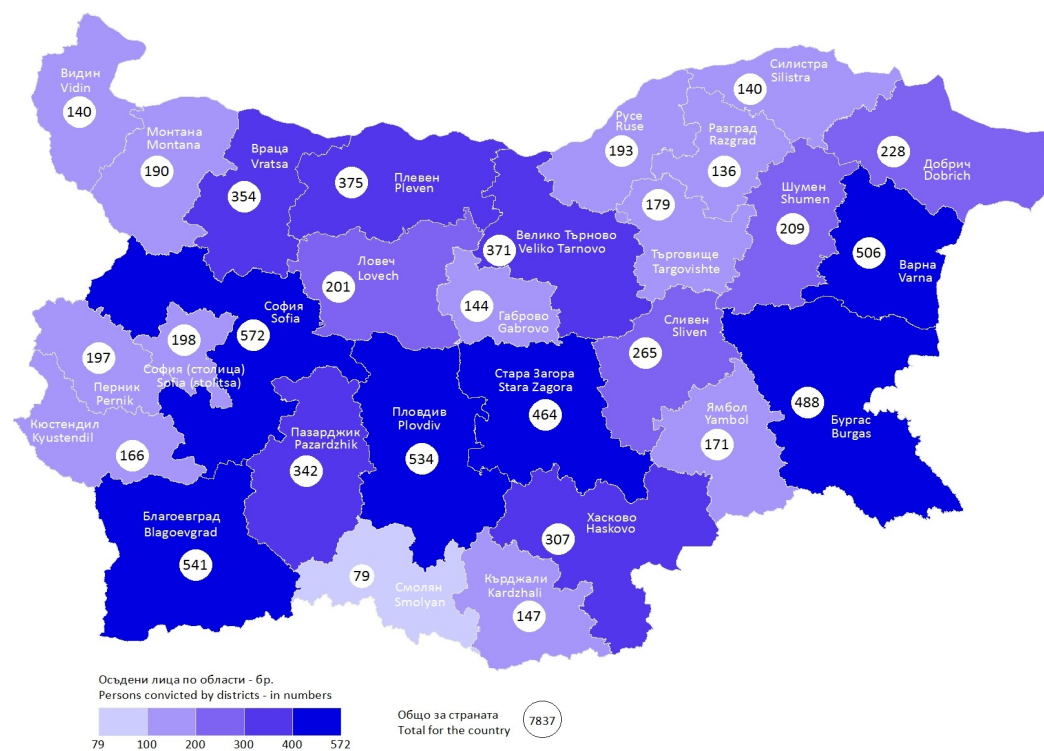 Видин
Vidin
140
Монтана
Montana
190
Враца
Vratsa
354
Плевен
Pleven
375
Велико Търново
Veliko Tarnovo
371
Ловеч
Lovech
201
Габрово
Gabrovo
144
Русе
Ruse
193
Силистра
Silistra
140
Разград
Razgrad
136
Добрич
Dobrich
228
Шумен
Shumen
209
Търговище
Targovishte
179
Варна
Varna
506
София
Sofia
572
София (столица)
Sofia (stolitsa)
198
Перник
Pernik
197
Кюстендил
Kyustendil
166
Благоевград
Blagoevgrad
541
Пазарджик
Pazardzhik
342
Пловдив
Plovdiv
534
Стара Загора
Stara Zagora
464
Сливен
Sliven
265
Ямбол
Yambol
171
Бургас
Burgas
488
Хасково
Haskovo
307
Кърджали
Kardzhali
147
Смолян
Smolyan
79
Осъдени лица по области - бр.
Persons convicted by districts - in numbers
79 100 200 300 400 572
Общо за страната
Total for the country
7837